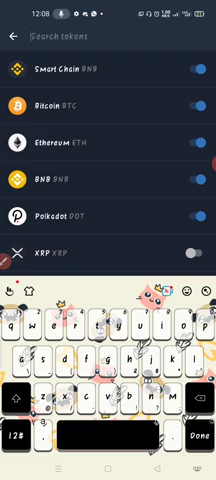 12:08
Search tokens
Smart Chain BNB
Bitcoin BTC
Ethereum ETH
BNB BNB
Polkadot DOT
XRP XRP
q w e r t y u i o p
a s d f g h j k l
z x c v b n m
12# . Done